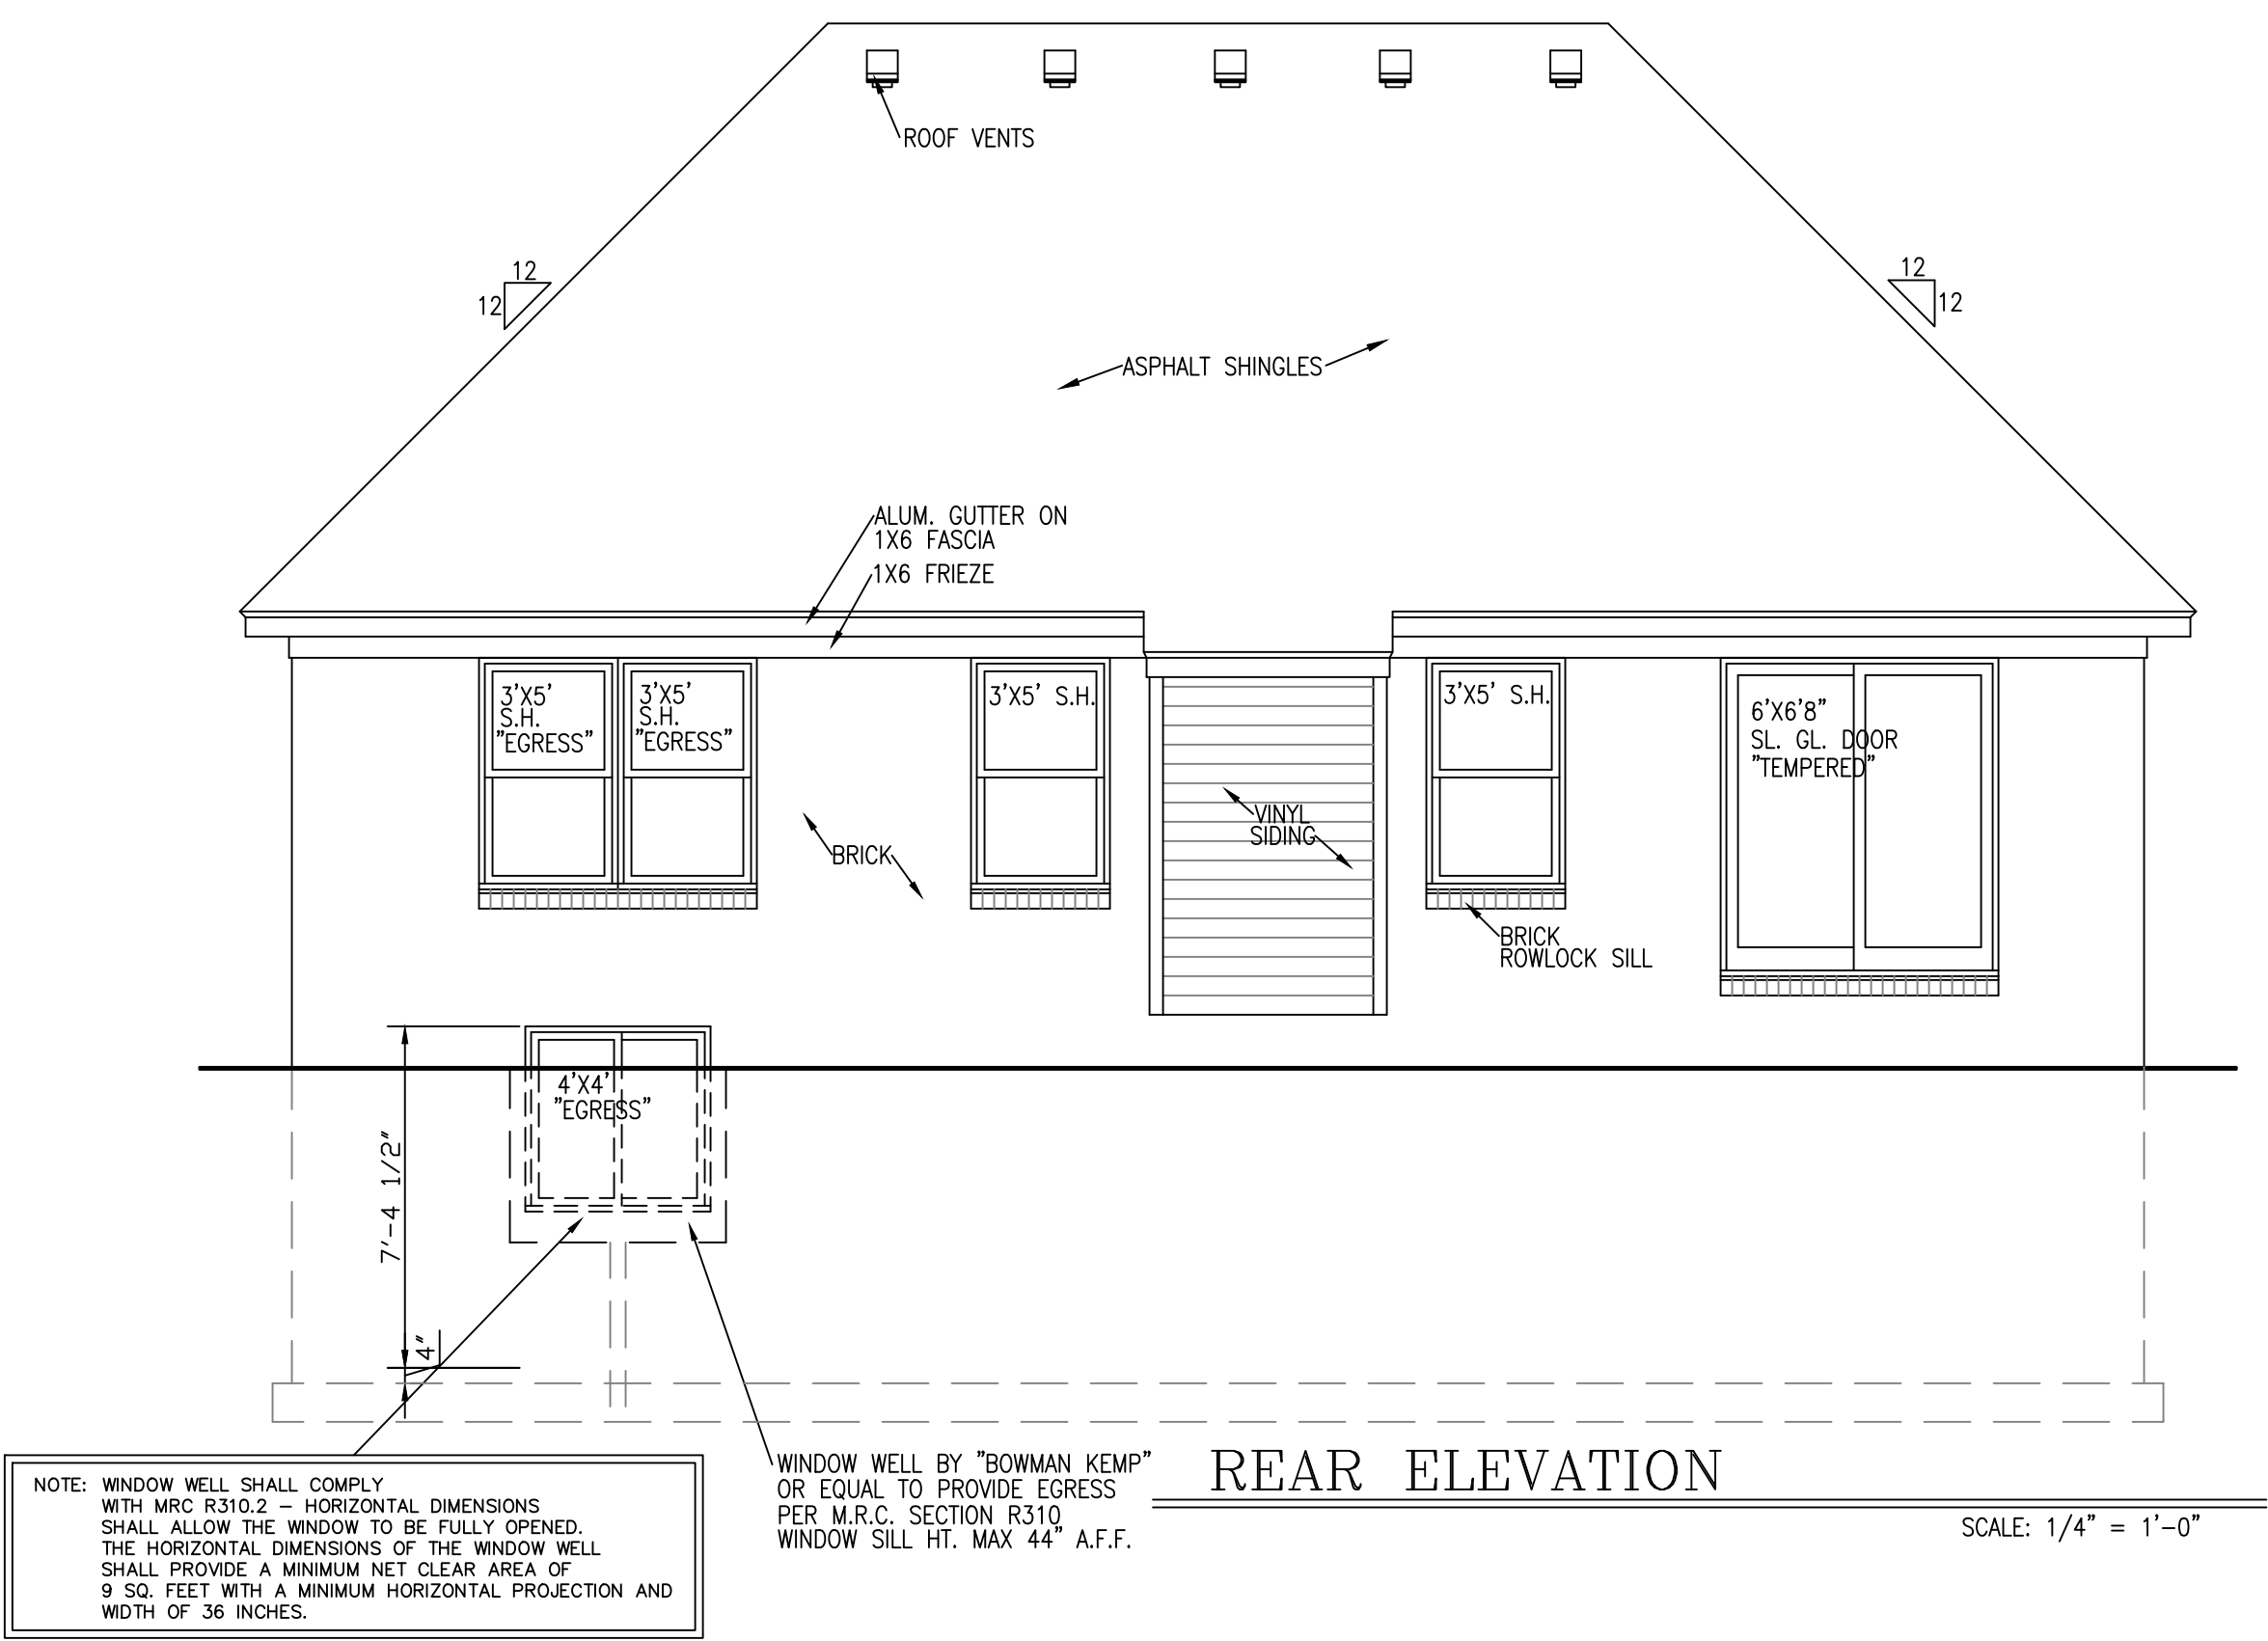 ROOF VENTS
12
12
12
12
ASPHALT SHINGLES
ALUM. GUTTER ON
1X6 FASCIA
1X6 FRIEZE
3'X5'
S.H.
"EGRESS"
3'X5'
S.H.
"EGRESS"
3'X5' S.H.
3'X5' S.H.
6'X6'8"
SL. GL. DOOR
"TEMPERED"
VINYL
SIDING
BRICK
BRICK
ROWLOCK SILL
4'X4'
"EGRESS"
7'-4 1/2"
4"
NOTE: WINDOW WELL SHALL COMPLY
WITH MRC R310.2 – HORIZONTAL DIMENSIONS
SHALL ALLOW THE WINDOW TO BE FULLY OPENED.
THE HORIZONTAL DIMENSIONS OF THE WINDOW WELL
SHALL PROVIDE A MINIMUM NET CLEAR AREA OF
9 SQ. FEET WITH A MINIMUM HORIZONTAL PROJECTION AND
WIDTH OF 36 INCHES.
WINDOW WELL BY "BOWMAN KEMP"
OR EQUAL TO PROVIDE EGRESS
PER M.R.C. SECTION R310
WINDOW SILL HT. MAX 44" A.F.F.
REAR ELEVATION
SCALE: 1/4" = 1'-0"